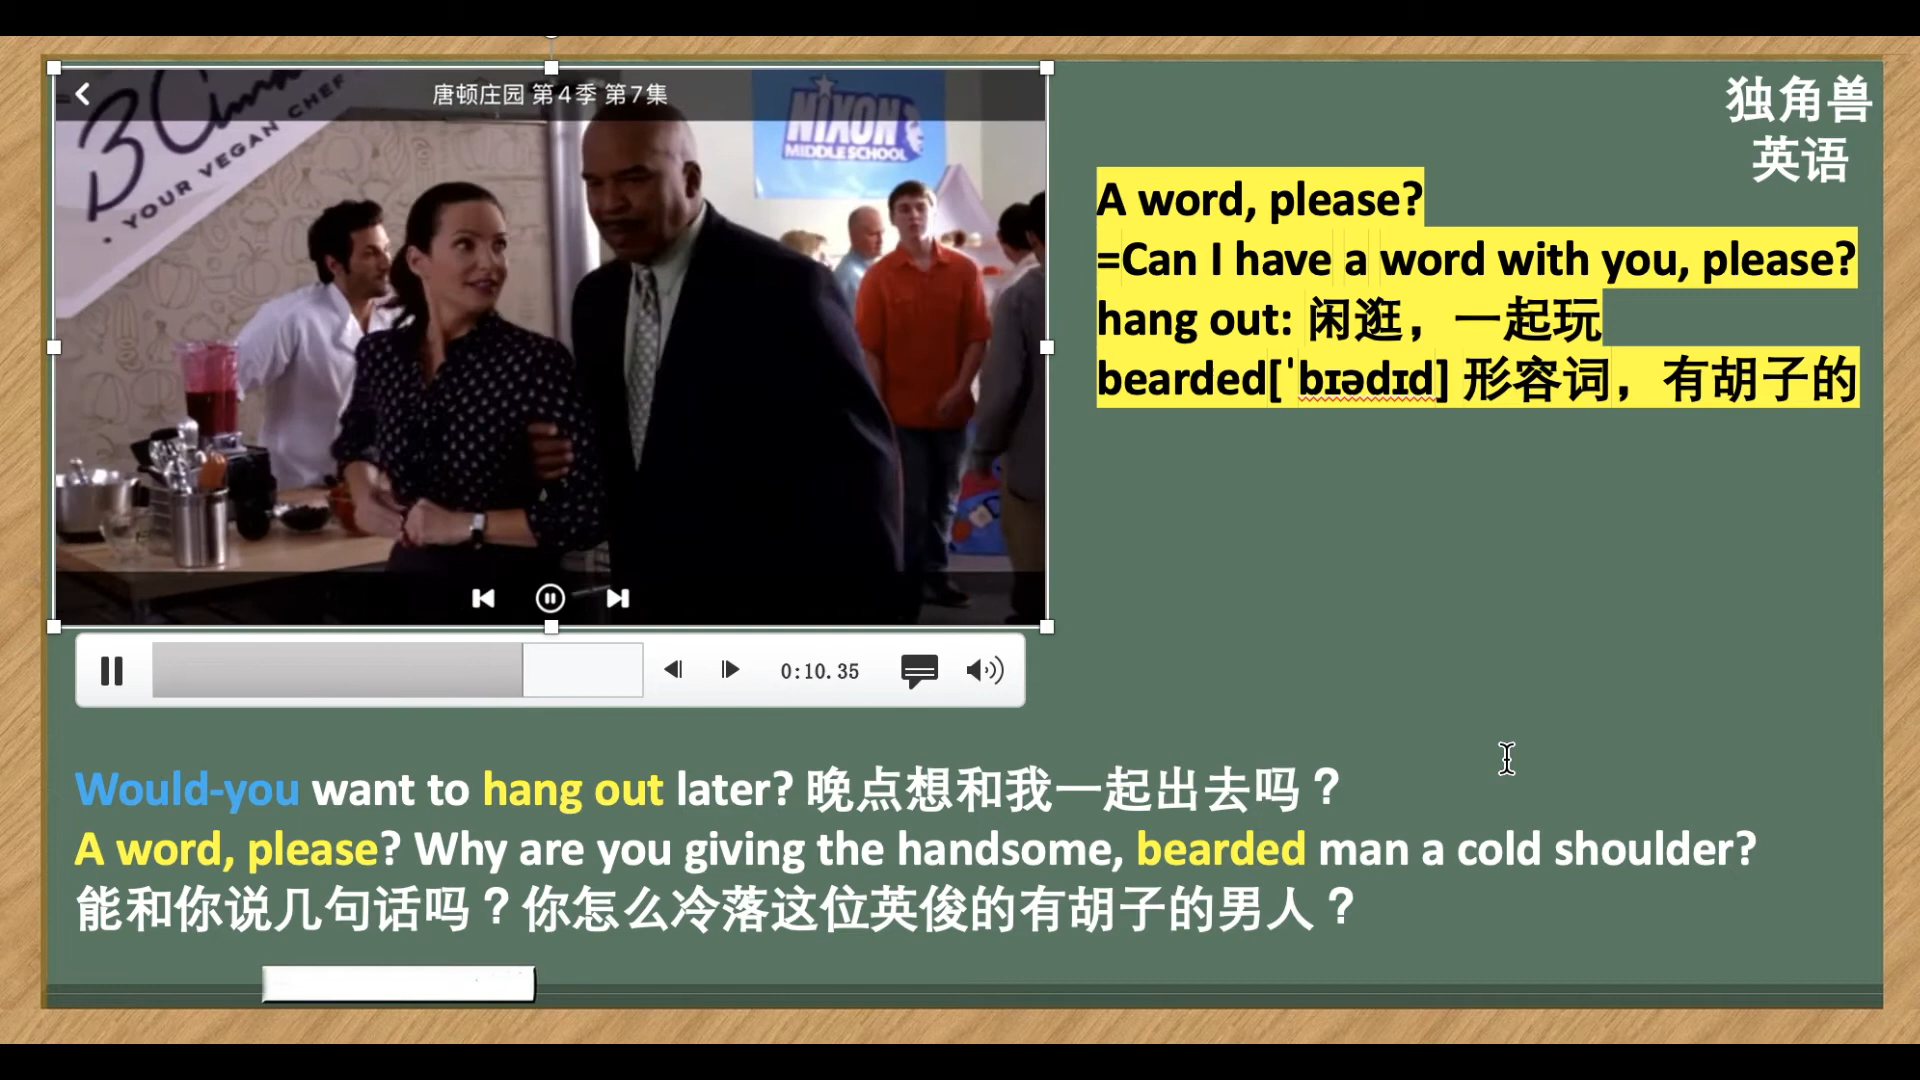 唐顿庄园 第4季 第7集
YOUR VEGAN CHEF
NIXON
MIDDLE SCHOOL
独角兽
英语
A word, please?
=Can I have a word with you, please?
hang out: 闲逛，一起玩
bearded[ˈbɪədɪd] 形容词，有胡子的
0:10.35
Would-you want to hang out later? 晚点想和我一起出去吗？
A word, please? Why are you giving the handsome, bearded man a cold shoulder?
能和你说几句话吗？你怎么冷落这位英俊的有胡子的男人？